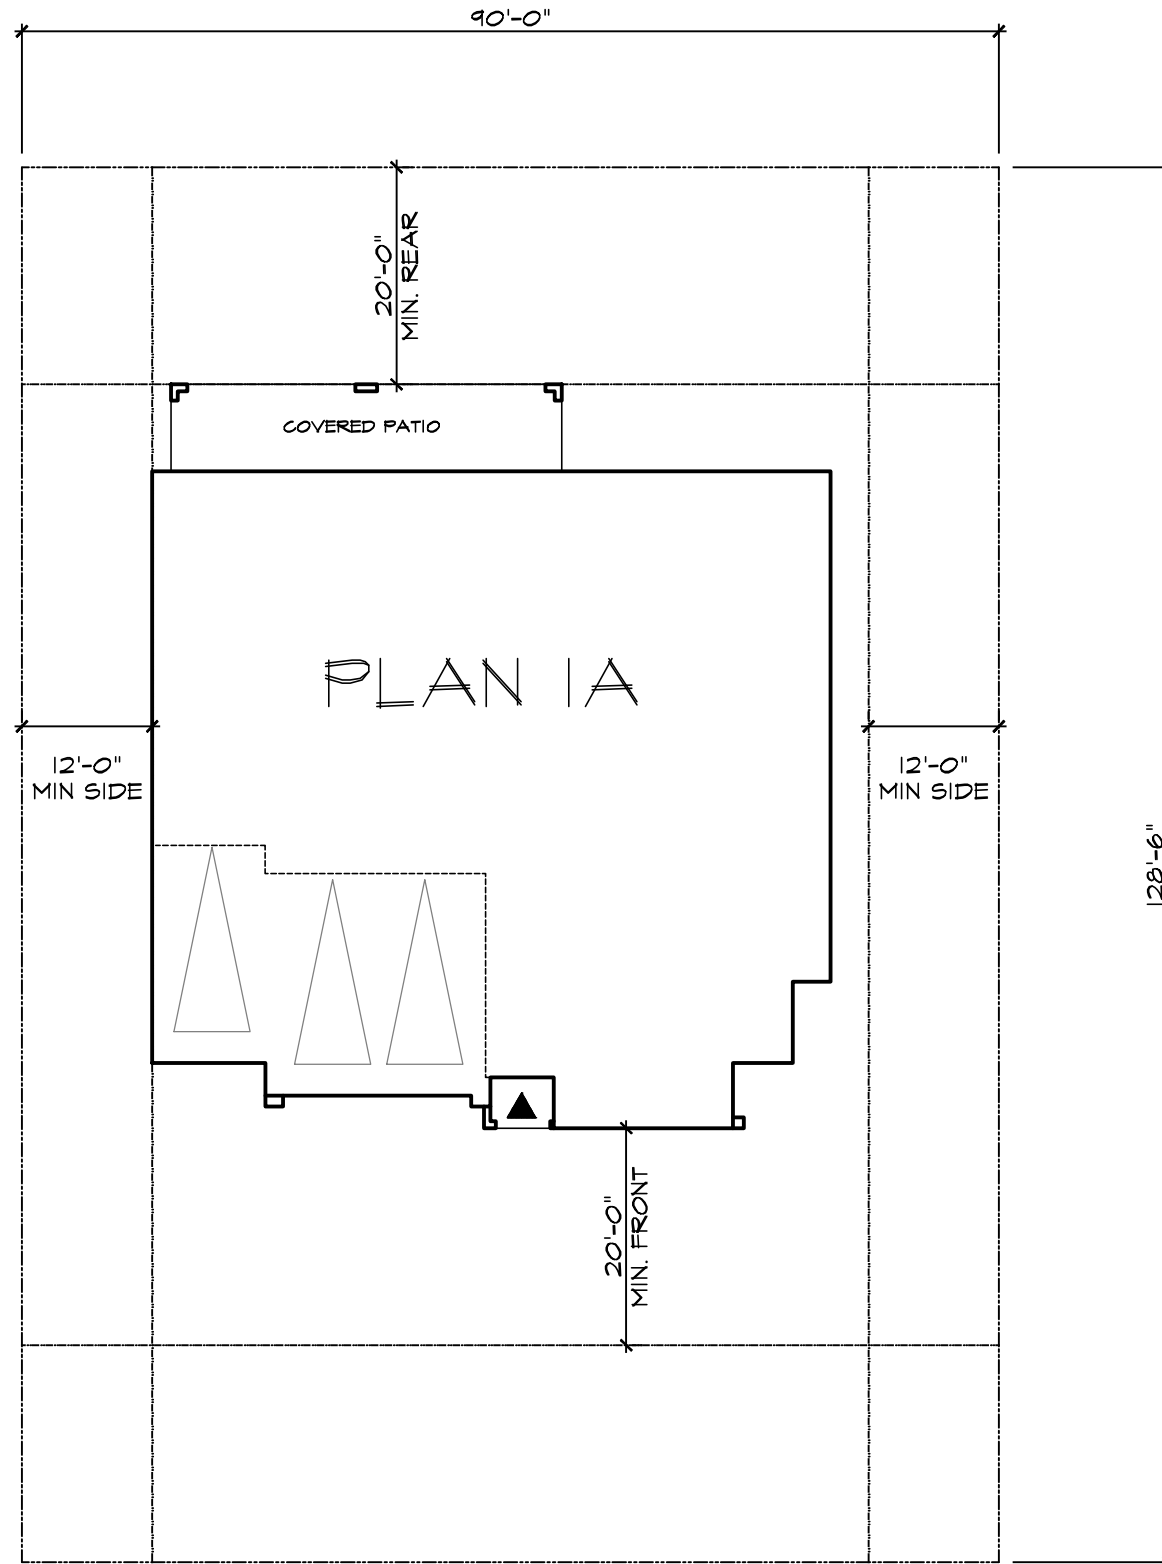 90'-0"
20'-0"
MIN. REAR
COVERED PATIO
PLAN 1A
12'-0"
MIN SIDE
12'-0"
MIN SIDE
128'-6"
20'-0"
MIN. FRONT